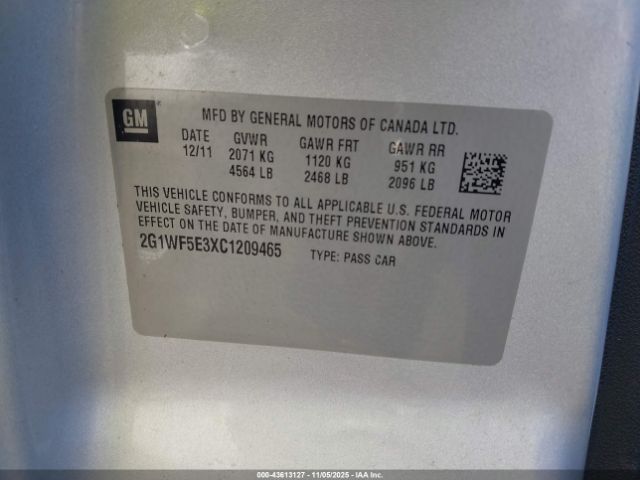 GM
MFD BY GENERAL MOTORS OF CANADA LTD.
DATE GVWR GAWR FRT GAWR RR
12/11 2071 KG 1120 KG 951 KG
4564 LB 2468 LB 2096 LB
THIS VEHICLE CONFORMS TO ALL APPLICABLE U.S. FEDERAL MOTOR
VEHICLE SAFETY, BUMPER, AND THEFT PREVENTION STANDARDS IN
EFFECT ON THE DATE OF MANUFACTURE SHOWN ABOVE.
2G1WF5E3XC1209465 TYPE: PASS CAR
000-43613127 - 11/05/2025 - IAAI, Inc.